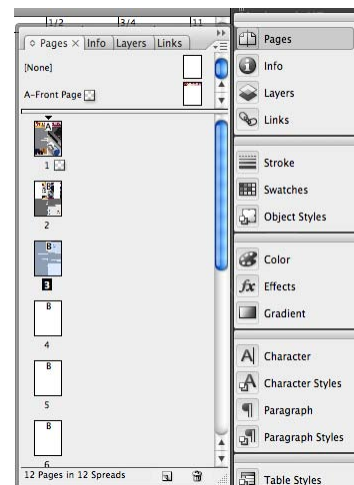 1/2 3/4 11
Pages Info Layers Links
[None]
A-Front Page
A
1
B
2
B
3
B
4
B
5
B
6
12 Pages in 12 Spreads
Pages
Info
Layers
Links
Stroke
Swatches
Object Styles
Color
fx Effects
Gradient
A Character
A Character Styles
¶ Paragraph
¶ Paragraph Styles
Table Styles